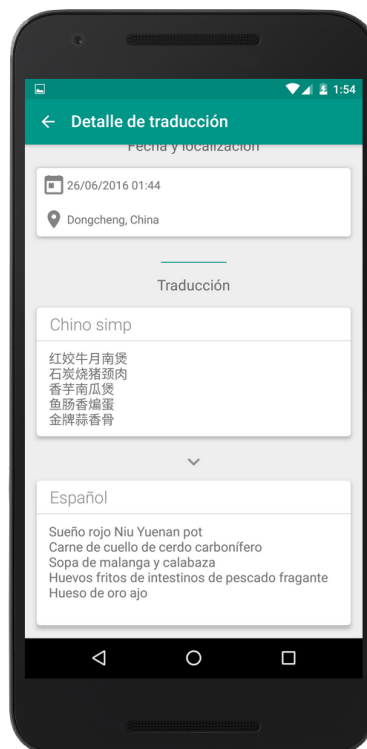 1:54
Detalle de traducción
Fecha y localización
26/06/2016 01:44
Dongcheng, China
Traducción
Chino simp
红姣牛月南煲
石炭烧猪颈肉
香芋南瓜煲
鱼肠香煸蛋
金牌蒜香骨
Español
Sueño rojo Niu Yuenan pot
Carne de cuello de cerdo carbonífero
Sopa de malanga y calabaza
Huevos fritos de intestinos de pescado fragante
Hueso de oro ajo